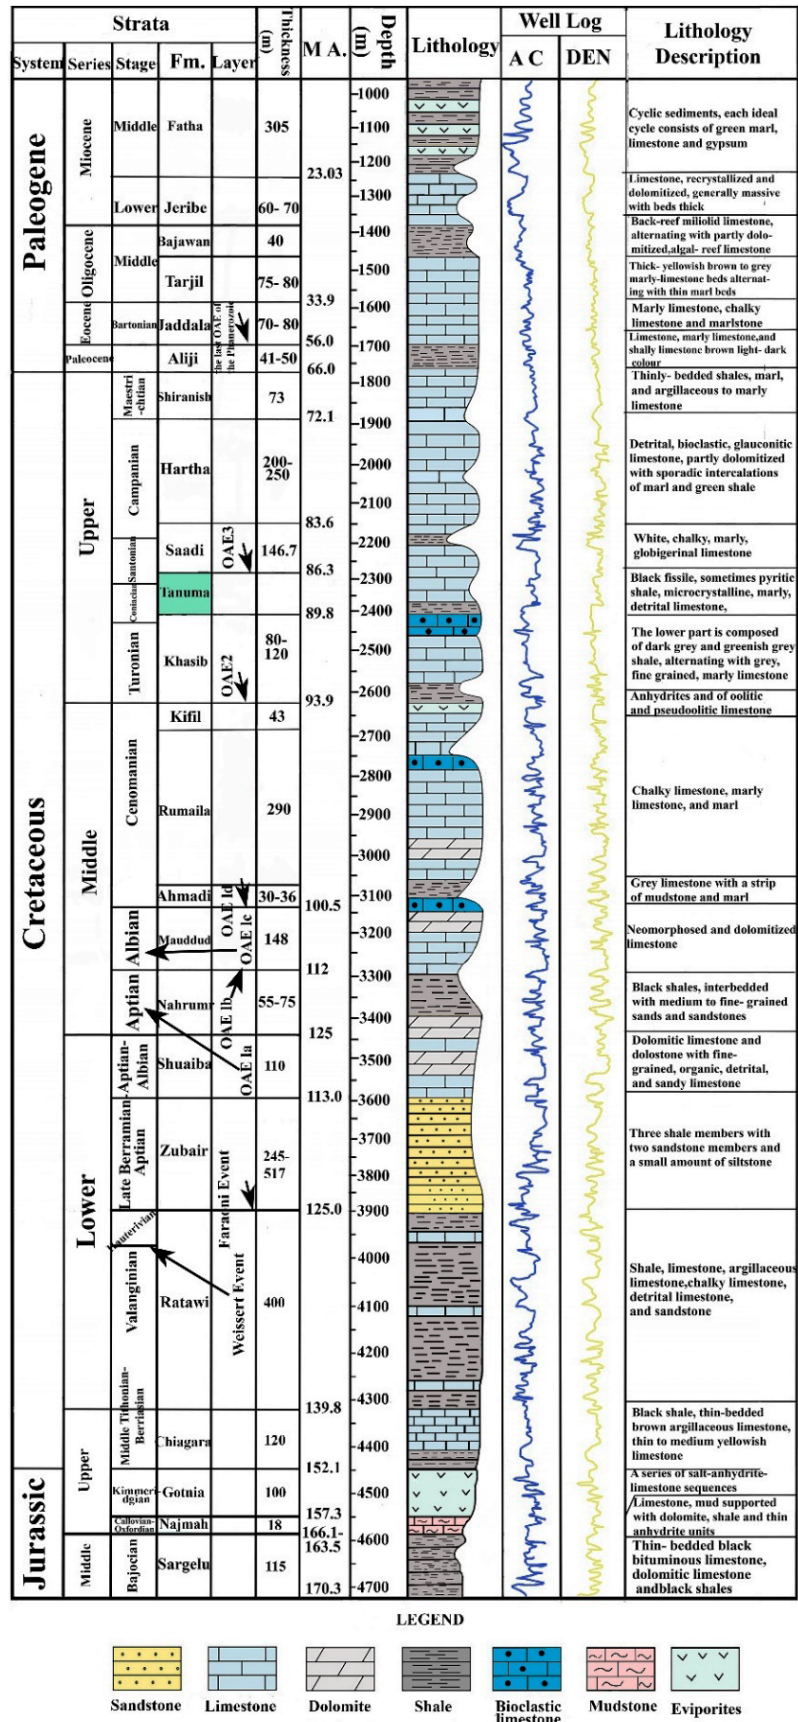 Strata
Thickness (m)
M A.
Depth (m)
Lithology
Well Log
Lithology Description
System
Series
Stage
Fm.
Layer
A C
DEN
Paleogene
Miocene
Oligocene
Eocene
Paleocene
Middle
Lower
Middle
Bartonian
Fatha
Jeribe
Bajawan
Tarjil
Jaddala
Aliji
the last OAE of
the Phanerozoic
305
60- 70
40
75- 80
70- 80
41-50
23.03
33.9
56.0
66.0
Cretaceous
Upper
Middle
Lower
Maestri
-chtian
Campanian
Santonian
Coniacian
Turonian
Cenomanian
Albian
Aptian
Late Berramian-Aptian-
Aptian Albian
Hauterivian
Valanginian
Middle Tithonian-
Berriasian
Shiranish
Hartha
Saadi
Tanuma
Khasib
Kifil
Rumaila
Ahmadi
Mauddud
Nahrumr
Shuaiba
Zubair
Ratawi
Chiagara
OAE3
OAE2
OAE 1d
OAE 1c
OAE 1b
OAE 1a
Faraoni Event
Weissert Event
73
200-
250
146.7
80-
120
43
290
30-36
148
55-75
110
245-
517
400
120
72.1
83.6
86.3
89.8
93.9
100.5
112
125
113.0
125.0
139.8
152.1
Jurassic
Upper
Middle
Kimmeri
dgian
Callovian-
Oxfordian
Bajocian
Gotnia
Najmah
Sargelu
100
18
115
157.3
166.1-
163.5
170.3
1000
1100
1200
1300
1400
1500
1600
1700
1800
1900
2000
2100
2200
2300
2400
2500
2600
2700
2800
2900
3000
3100
3200
3300
3400
3500
3600
3700
3800
3900
4000
4100
4200
4300
4400
4500
4600
4700
Cyclic sediments, each ideal
cycle consists of green marl,
limestone and gypsum
Limestone, recrystallized and
dolomitized, generally massive
with beds thick
Back-reef miliolid limestone,
alternating with partly dolo-
mitized,algal- reef limestone
Thick- yellowish brown to grey
marly-limestone beds alternat-
ing with thin marl beds
Marly limestone, chalky
limestone and marlstone
Limestone, marly limestone,and
shally limestone brown light- dark
colour
Thinly- bedded shales, marl,
and argillaceous to marly
limestone
Detrital, bioclastic, glauconitic
limestone, partly dolomitized
with sporadic intercalations
of marl and green shale
White, chalky, marly,
globigerinal limestone
Black fissile, sometimes pyritic
shale, microcrystalline, marly,
detrital limestone,
The lower part is composed
of dark grey and greenish grey
shale, alternating with grey,
fine grained, marly limestone
Anhydrites and of oolitic
and pseudoolitic limestone
Chalky limestone, marly
limestone, and marl
Grey limestone with a strip
of mudstone and marl
Neomorphosed and dolomitized
limestone
Black shales, interbedded
with medium to fine- grained
sands and sandstones
Dolomitic limestone and
dolostone with fine-
grained, organic, detrital,
and sandy limestone
Three shale members with
two sandstone members and
a small amount of siltstone
Shale, limestone, argillaceous
limestone,chalky limestone,
detrital limestone,
and sandstone
Black shale, thin-bedded
brown argillaceous limestone,
thin to medium yellowish
limestone
A series of salt-anhydrite-
limestone sequences
Limestone, mud supported
with dolomite, shale and thin
anhydrite units
Thin- bedded black
bituminous limestone,
dolomitic limestone
andblack shales
LEGEND
Sandstone
Limestone
Dolomite
Shale
Bioclastic
limestone
Mudstone
Eviporites